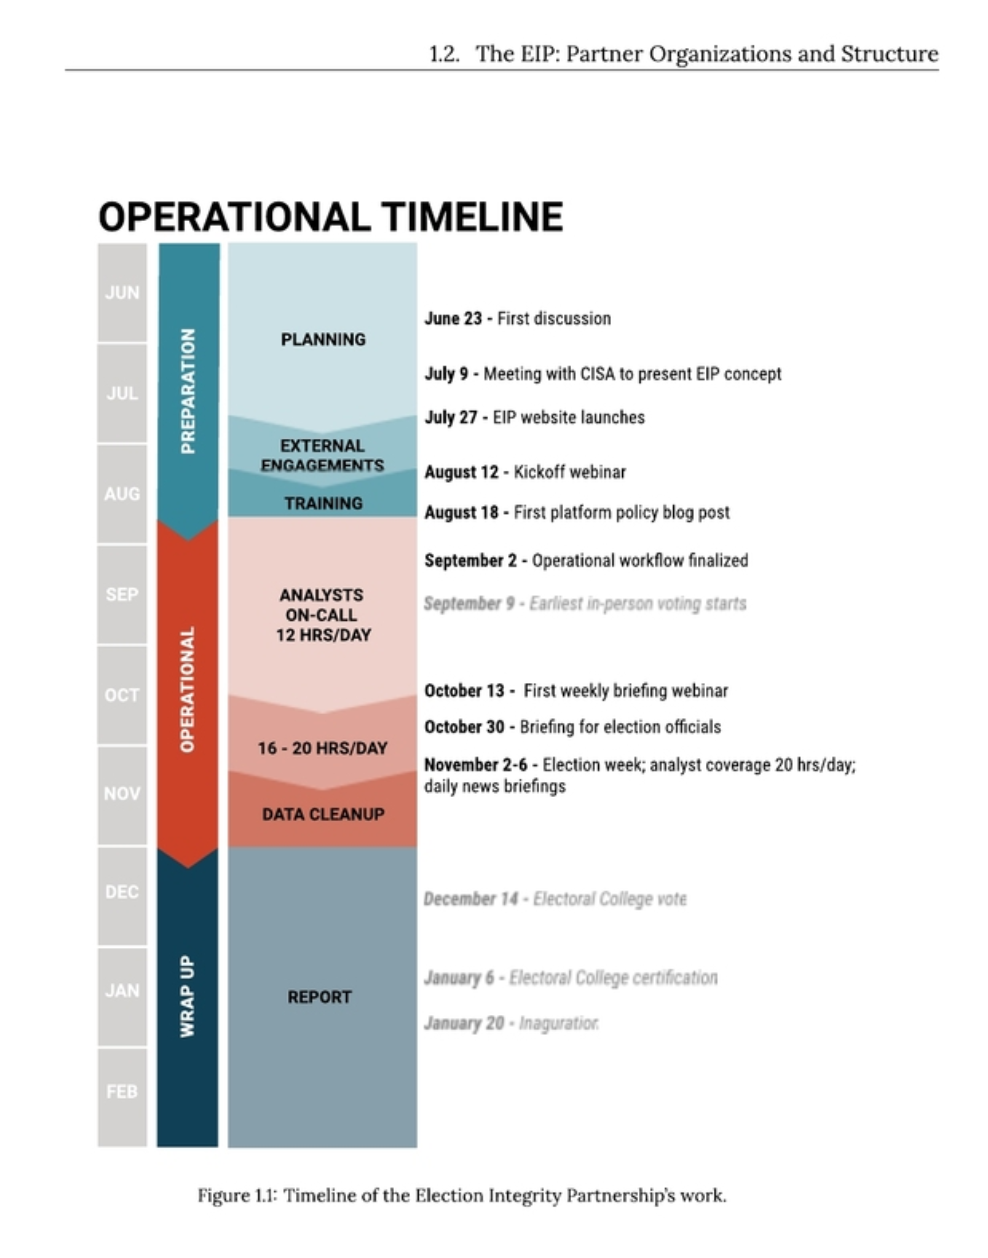 1.2. The EIP: Partner Organizations and Structure
OPERATIONAL TIMELINE
JUN
JUL
AUG
SEP
OCT
NOV
DEC
JAN
FEB
PREPARATION
OPERATIONAL
WRAP UP
PLANNING
EXTERNAL
ENGAGEMENTS
TRAINING
ANALYSTS
ON-CALL
12 HRS/DAY
16 - 20 HRS/DAY
DATA CLEANUP
REPORT
June 23 - First discussion
July 9 - Meeting with CISA to present EIP concept
July 27 - EIP website launches
August 12 - Kickoff webinar
August 18 - First platform policy blog post
September 2 - Operational workflow finalized
September 9 - Earliest in-person voting starts
October 13 - First weekly briefing webinar
October 30 - Briefing for election officials
November 2-6 - Election week; analyst coverage 20 hrs/day;
daily news briefings
December 14 - Electoral College vote
January 6 - Electoral College certification
January 20 - Inaguration
Figure 1.1: Timeline of the Election Integrity Partnership's work.